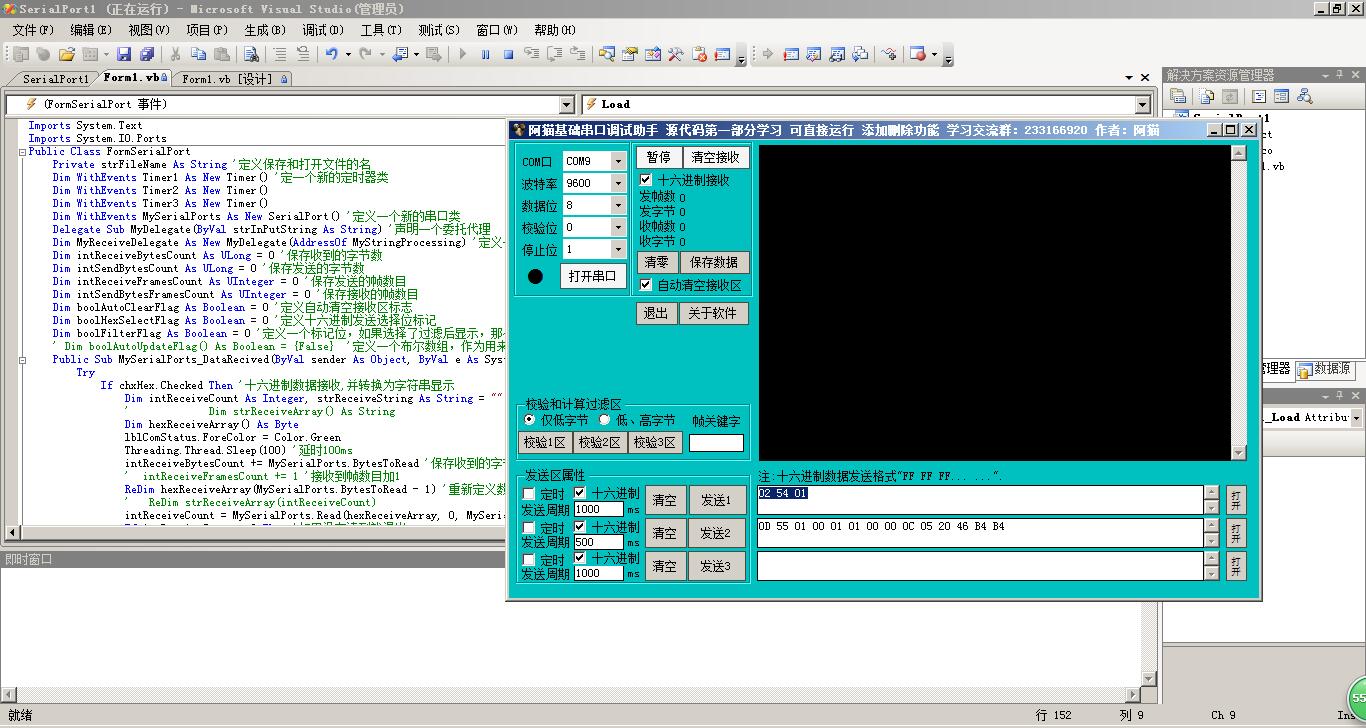 SerialPort1 (正在运行) - Microsoft Visual Studio(管理员)
文件(F) 编辑(E) 视图(V) 项目(P) 生成(B) 调试(D) 工具(T) 测试(S) 窗口(W) 帮助(H)
SerialPort1 Form1.vb Form1.vb [设计]
(FormSerialPort 事件) Load
Imports System.Text
Imports System.IO.Ports
Public Class FormSerialPort
Private strFileName As String '定义保存和打开文件的名
Dim WithEvents Timer1 As New Timer() '定一个新的定时器类
Dim WithEvents Timer2 As New Timer()
Dim WithEvents Timer3 As New Timer()
Dim WithEvents MySerialPorts As New SerialPort() '定义一个新的串口类
Delegate Sub MyDelegate(ByVal strInPutString As String) '声明一个委托代理
Dim MyReceiveDelegate As New MyDelegate(AddressOf MyStringProcessing) '定义
Dim intReceiveBytesCount As ULong = 0 '保存收到的字节数
Dim intSendBytesCount As ULong = 0 '保存发送的字节数
Dim intReceiveFramesCount As UInteger = 0 '保存发送的帧数目
Dim intSendBytesFramesCount As UInteger = 0 '保存接收的帧数目
Dim boolAutoClearFlag As Boolean = 0 '定义自动清空接收区标志
Dim boolHexSelectFlag As Boolean = 0 '定义十六进制发送选择位标记
Dim boolFilterFlag As Boolean = 0 '定义一个标记位，如果选择了过滤后显示，那
' Dim boolAutoUpdateFlag() As Boolean = {False} '定义一个布尔数组，作为用来
Public Sub MySerialPorts_DataRecived(ByVal sender As Object, ByVal e As Sys
Try
If chxHex.Checked Then '十六进制数据接收,并转换为字符串显示
Dim intReceiveCount As Integer, strReceiveString As String = ""
' Dim strReceiveArray() As String
Dim hexReceiveArray() As Byte
lblComStatus.ForeColor = Color.Green
Threading.Thread.Sleep(100) '延时100ms
intReceiveBytesCount += MySerialPorts.BytesToRead '保存收到的字
' intReceiveFramesCount += 1 '接收到帧数目加1
ReDim hexReceiveArray(MySerialPorts.BytesToRead - 1) '重新定义数
' ReDim strReceiveArray(intReceiveCount)
intReceiveCount = MySerialPorts.Read(hexReceiveArray, 0, MySeria
即时窗口
阿猫基础串口调试助手 源代码第一部分学习 可直接运行 添加删除功能 学习交流群：233166920 作者：阿猫
COM口 COM9
波特率 9600
数据位 8
校验位 0
停止位 1
打开串口
暂停 清空接收
十六进制接收
发帧数 0
发字节 0
收帧数 0
收字节 0
清零 保存数据
自动清空接收区
退出 关于软件
校验和计算过滤区
仅低字节 低、高字节 帧关键字
校验1区 校验2区 校验3区
发送区属性
定时 十六进制
发送周期 1000 ms 清空 发送1
定时 十六进制
发送周期 500 ms 清空 发送2
定时 十六进制
发送周期 1000 ms 清空 发送3
注:十六进制数据发送格式"FF FF FF... ...".
02 54 01 打开
0D 55 01 00 01 01 00 00 0C 05 20 46 B4 B4 打开
打开
解决方案资源管理器
理器 数据源
_Load Attribu
就绪 行 152 列 9 Ch 9 Ins
55